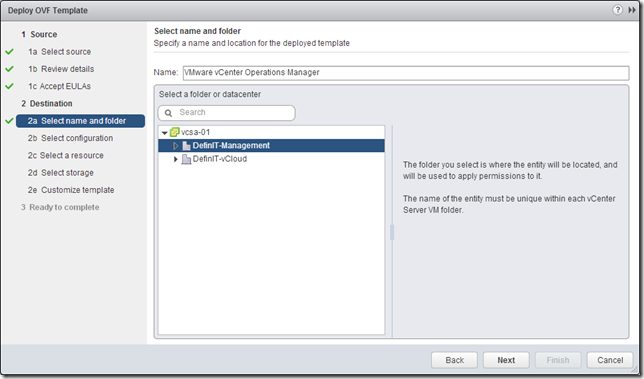 Deploy OVF Template
1 Source
1a Select source
1b Review details
1c Accept EULAs
2 Destination
2a Select name and folder
2b Select configuration
2c Select a resource
2d Select storage
2e Customize template
3 Ready to complete
Select name and folder
Specify a name and location for the deployed template
Name: VMware vCenter Operations Manager
Select a folder or datacenter
Search
vcsa-01
DefinIT-Management
DefinIT-vCloud
The folder you select is where the entity will be located, and
will be used to apply permissions to it.
The name of the entity must be unique within each vCenter
Server VM folder.
Back Next Finish Cancel